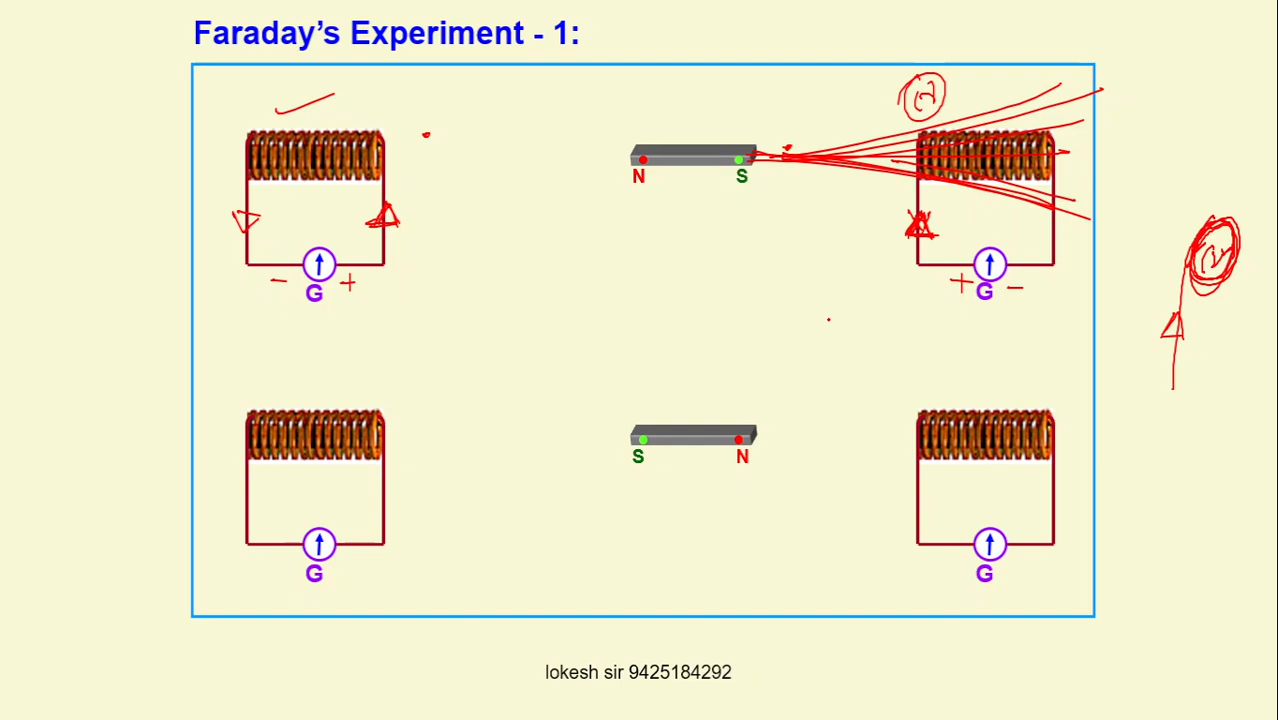 Faraday's Experiment - 1:
N S
- + 
G
+ -
G
S N
G
G
lokesh sir 9425184292